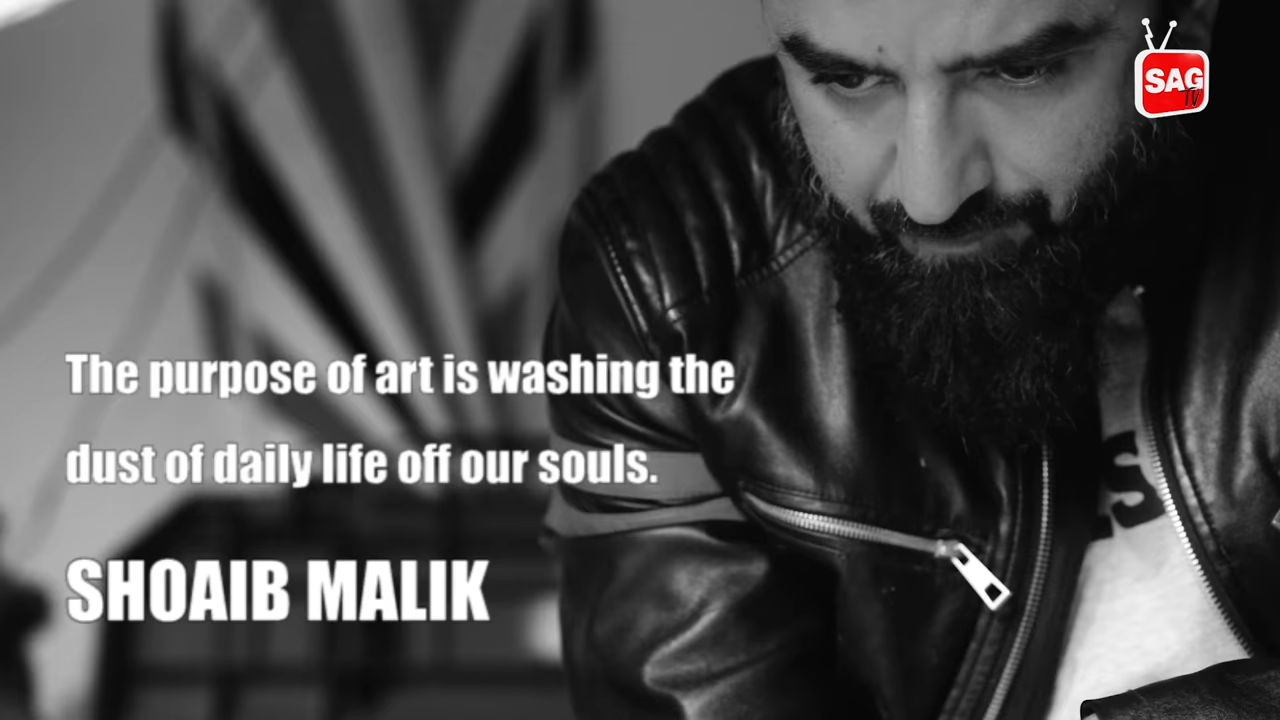 SAG
TV
The purpose of art is washing the
dust of daily life off our souls.
SHOAIB MALIK